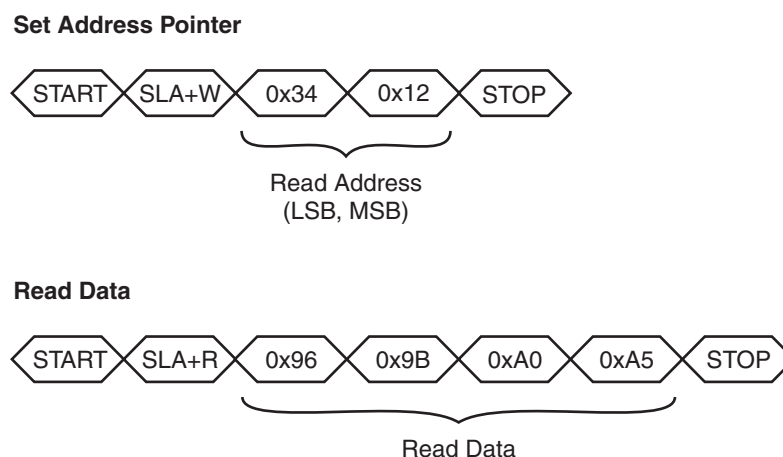 Set Address Pointer
START SLA+W 0x34 0x12 STOP
Read Address
(LSB, MSB)
Read Data
START SLA+R 0x96 0x9B 0xA0 0xA5 STOP
Read Data